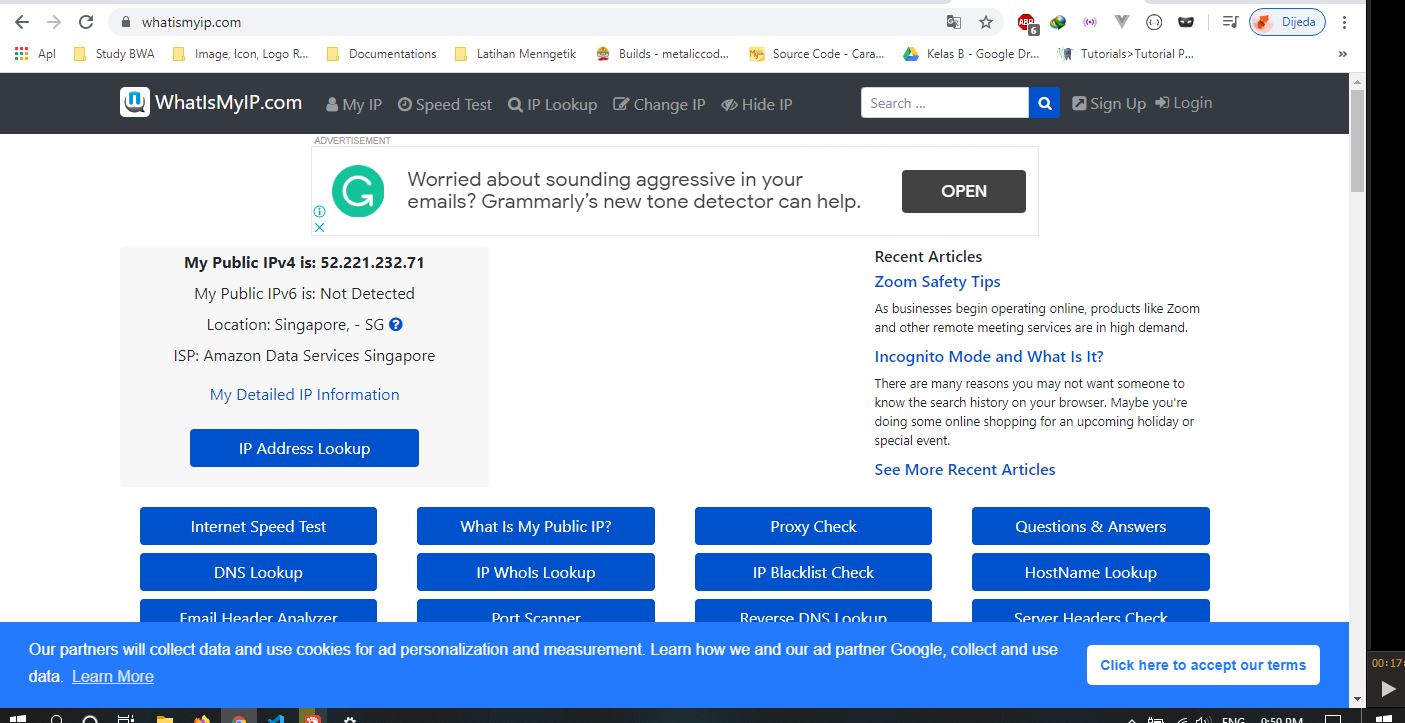 whatismyip.com
ABP
6
Dijeda
Apl
Study BWA
Image, Icon, Logo R...
Documentations
Latihan Menngetik
Builds - metaliccod...
Source Code - Cara...
Kelas B - Google Dr...
Tutorials>Tutorial P...
»
WhatIsMyIP.com
My IP
Speed Test
IP Lookup
Change IP
Hide IP
Search ...
Sign Up
Login
ADVERTISEMENT
Worried about sounding aggressive in your
emails? Grammarly's new tone detector can help.
OPEN
My Public IPv4 is: 52.221.232.71
My Public IPv6 is: Not Detected
Location: Singapore, - SG
ISP: Amazon Data Services Singapore
My Detailed IP Information
IP Address Lookup
Recent Articles
Zoom Safety Tips
As businesses begin operating online, products like Zoom
and other remote meeting services are in high demand.
Incognito Mode and What Is It?
There are many reasons you may not want someone to
know the search history on your browser. Maybe you're
doing some online shopping for an upcoming holiday or
special event.
See More Recent Articles
Internet Speed Test
What Is My Public IP?
Proxy Check
Questions & Answers
DNS Lookup
IP WhoIs Lookup
IP Blacklist Check
HostName Lookup
Email Header Analyzer
Port Scanner
Reverse DNS Lookup
Server Headers Check
Our partners will collect data and use cookies for ad personalization and measurement. Learn how we and our ad partner Google, collect and use
data. Learn More
Click here to accept our terms
00:17:
ENG
9:59 PM